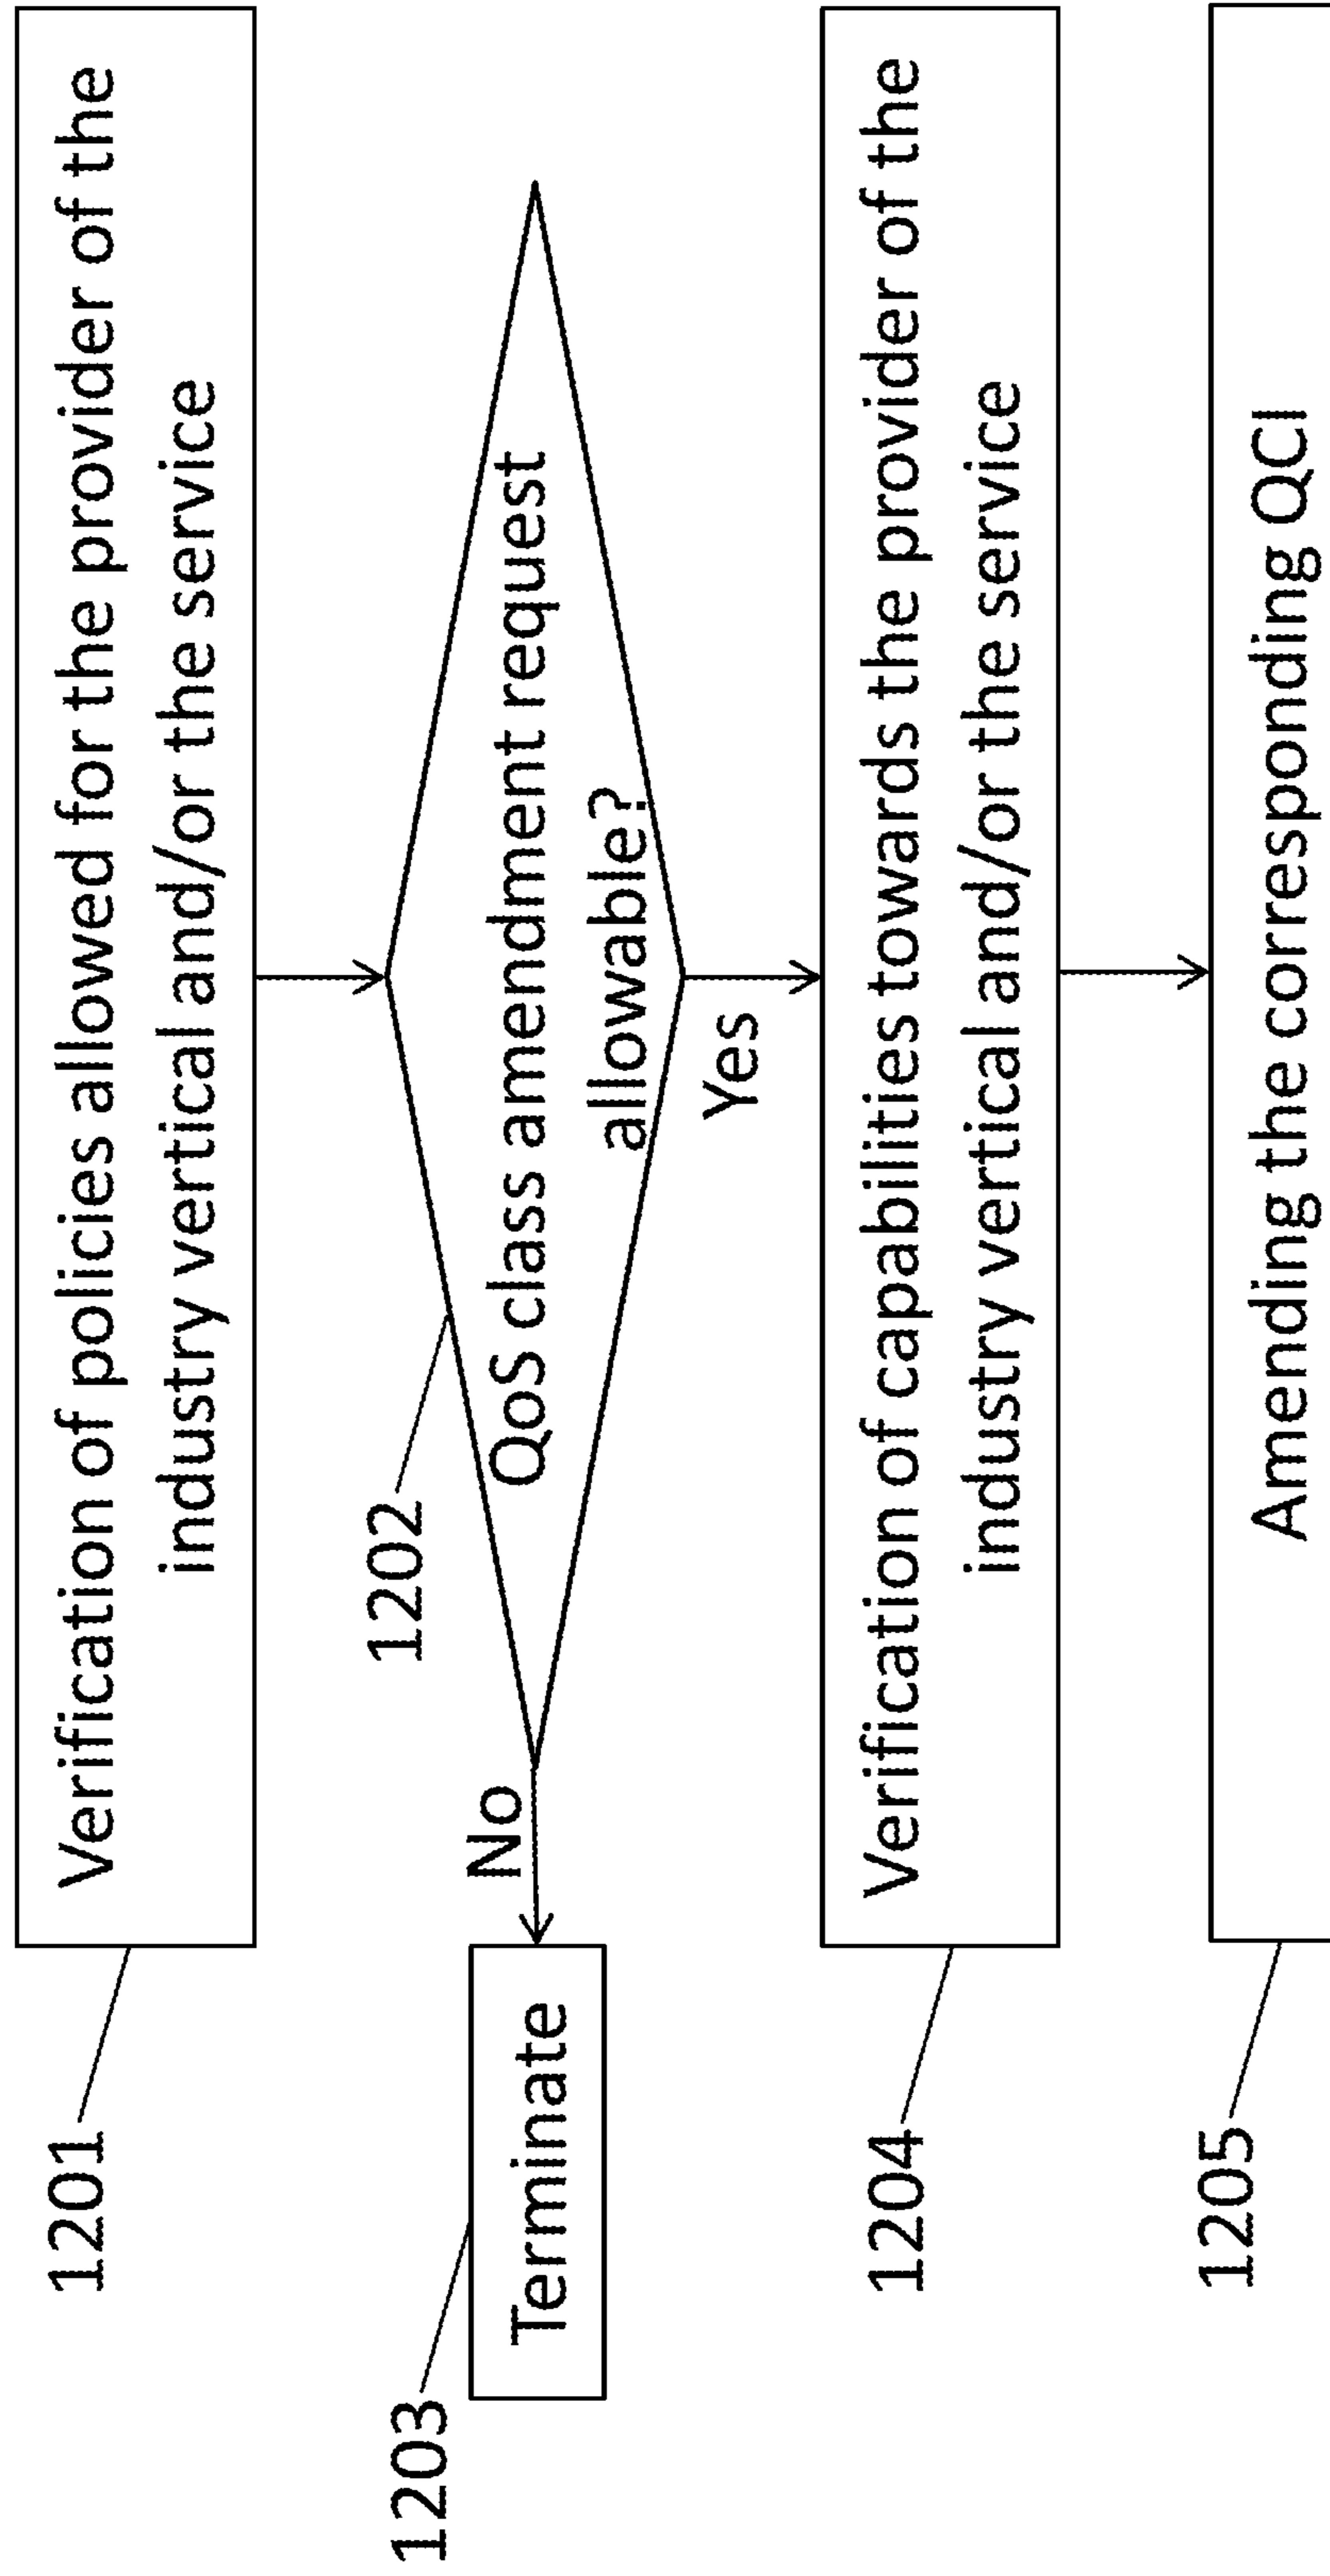 1201
Verification of policies allowed for the provider of the
industry vertical and/or the service
1202
QoS class amendment request
allowable?
No
Yes
1203
Terminate
1204
Verification of capabilities towards the provider of the
industry vertical and/or the service
1205
Amending the corresponding QCI